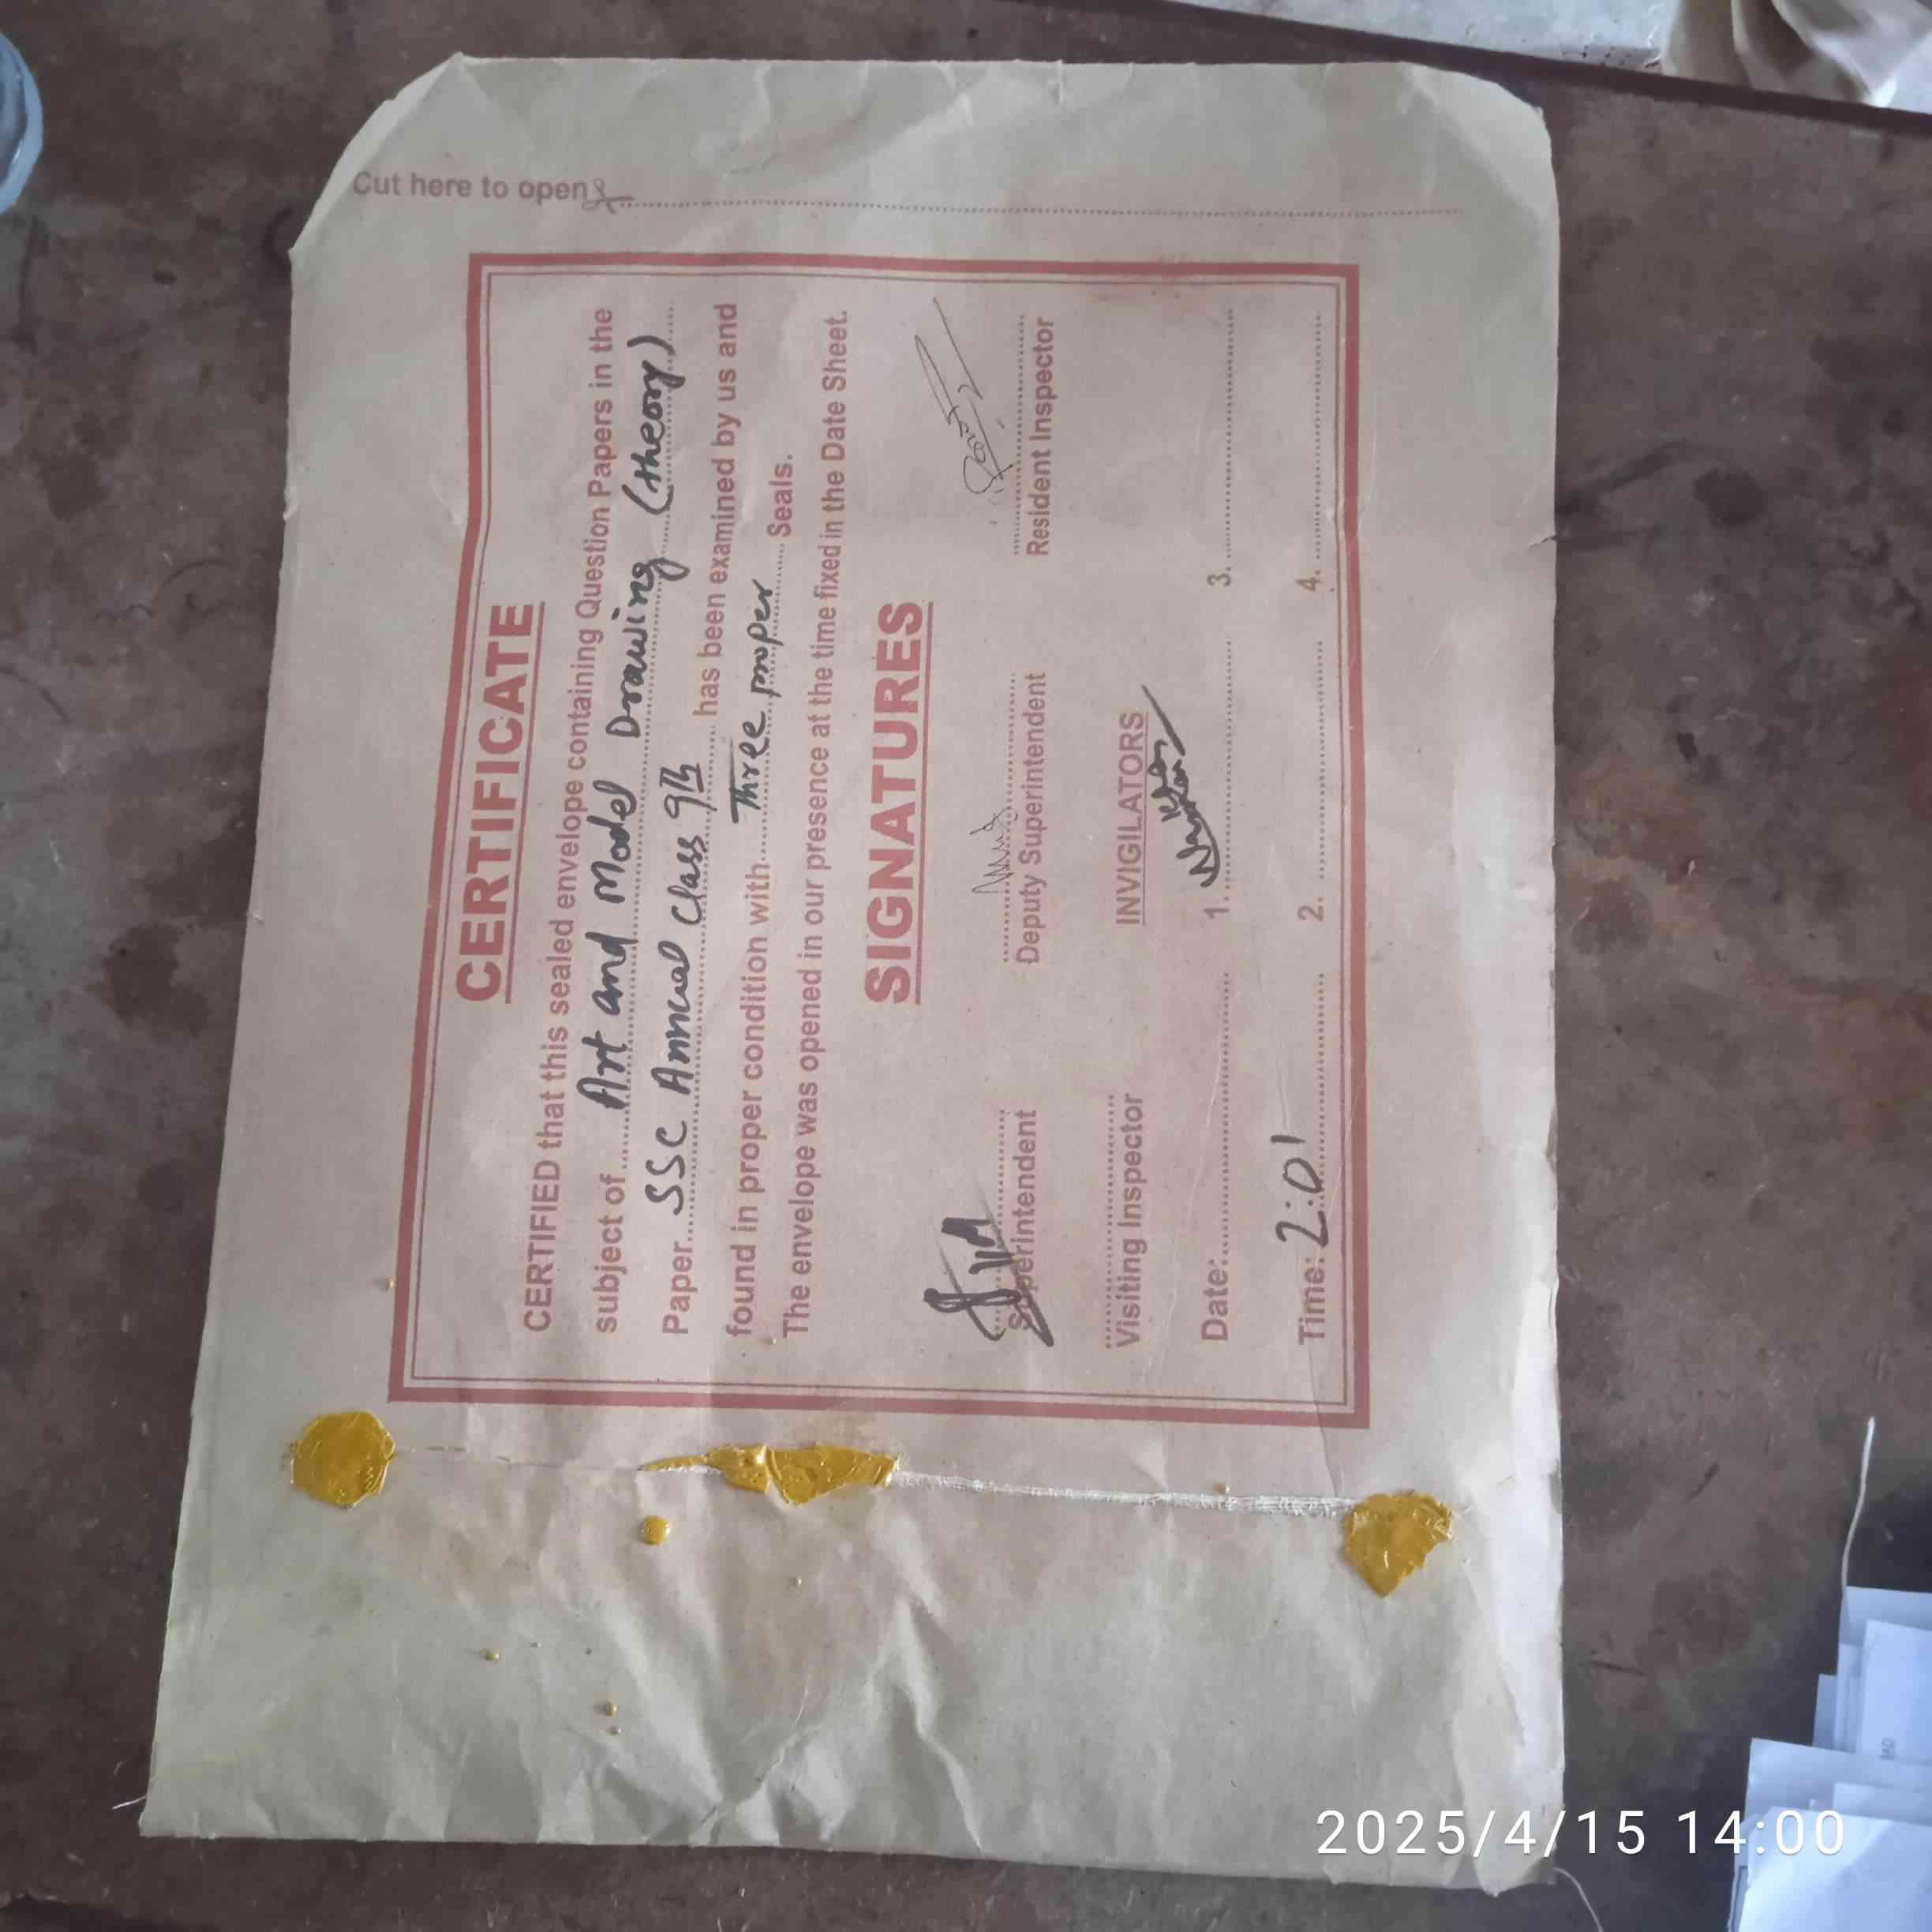 Cut here to open
CERTIFICATE
CERTIFIED that this sealed envelope containing Question Papers in the
subject of Art and Model Drawing (theory)
Paper SSC Annual Class 9th has been examined by us and
found in proper condition with Three proper Seals.
The envelope was opened in our presence at the time fixed in the Date Sheet.
SIGNATURES
Superintendent Deputy Superintendent Resident Inspector
Visiting Inspector INVIGILATORS
Date: 1. 3.
Time: 2:01 2. 4.
2025/4/15 14:00